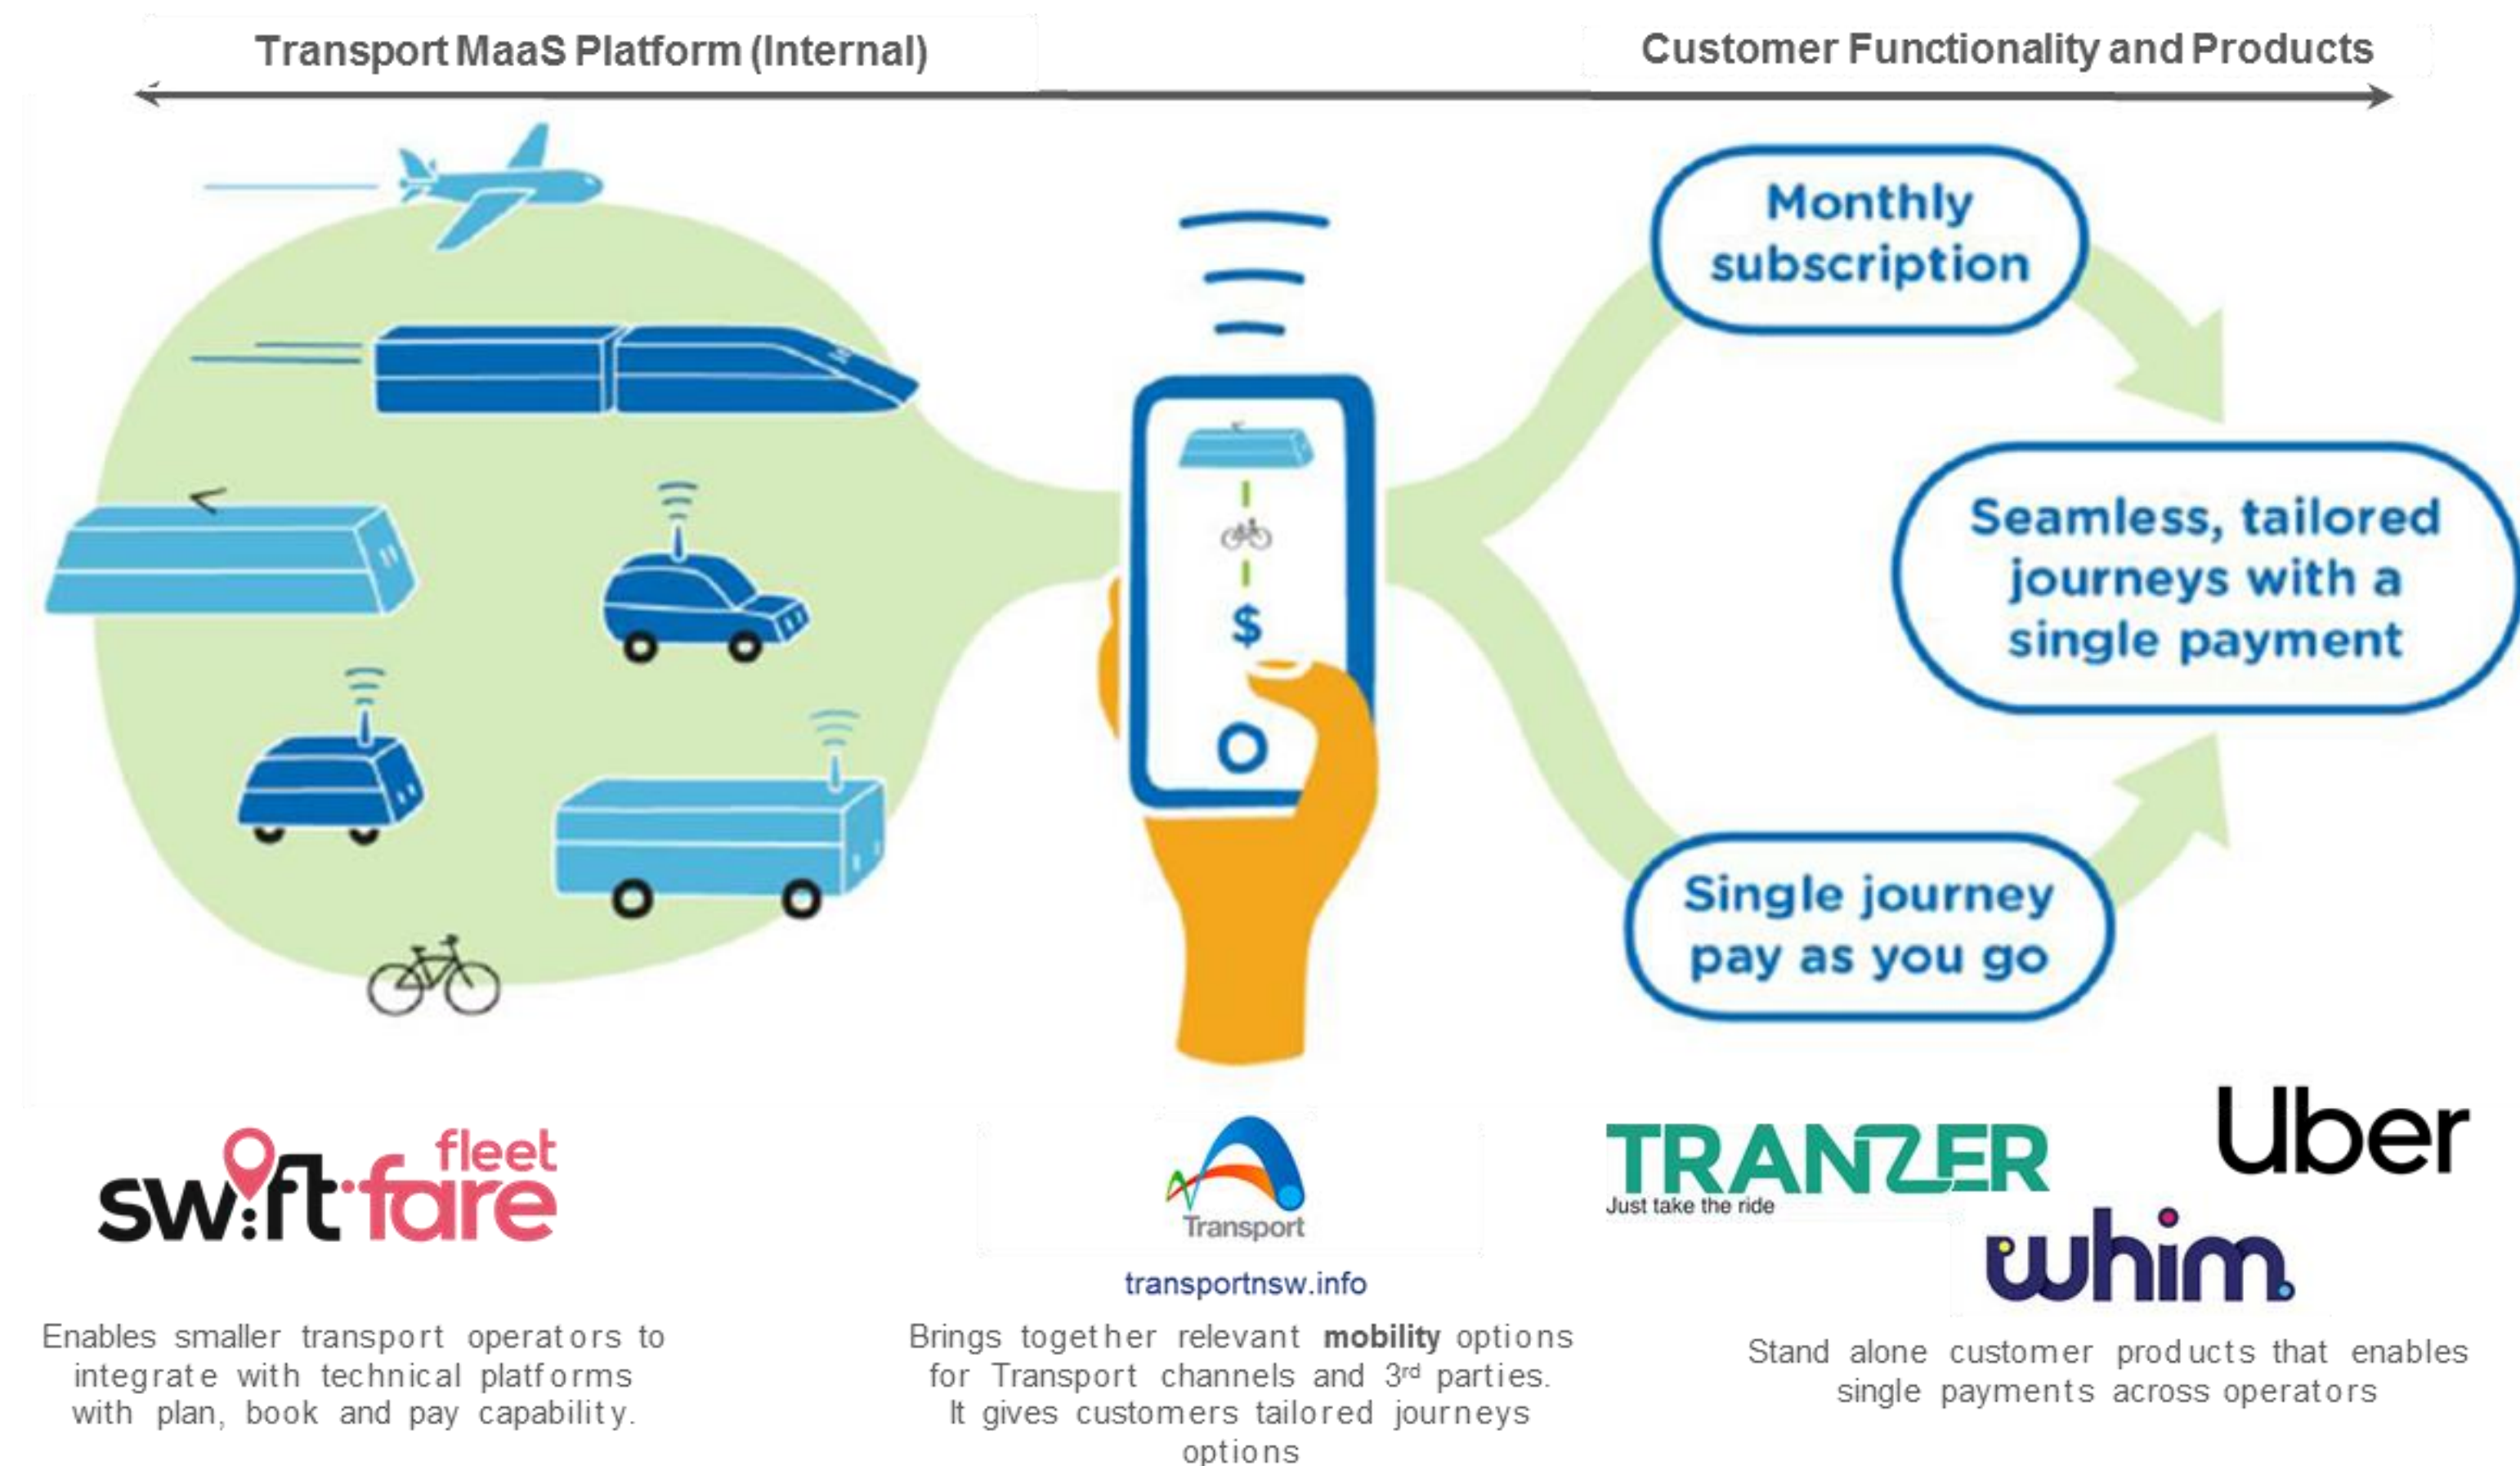 Transport MaaS Platform (Internal)
Customer Functionality and Products
Monthly
subscription
Seamless, tailored
journeys with a
single payment
$
Single journey
pay as you go
swift fare
fleet
Transport
transportnsw.info
TRANZER
Just take the ride
Uber
whim
Enables smaller transport operators to
integrate with technical platforms
with plan, book and pay capability.
Brings together relevant mobility options
for Transport channels and 3rd parties.
It gives customers tailored journeys
options
Stand alone customer products that enables
single payments across operators